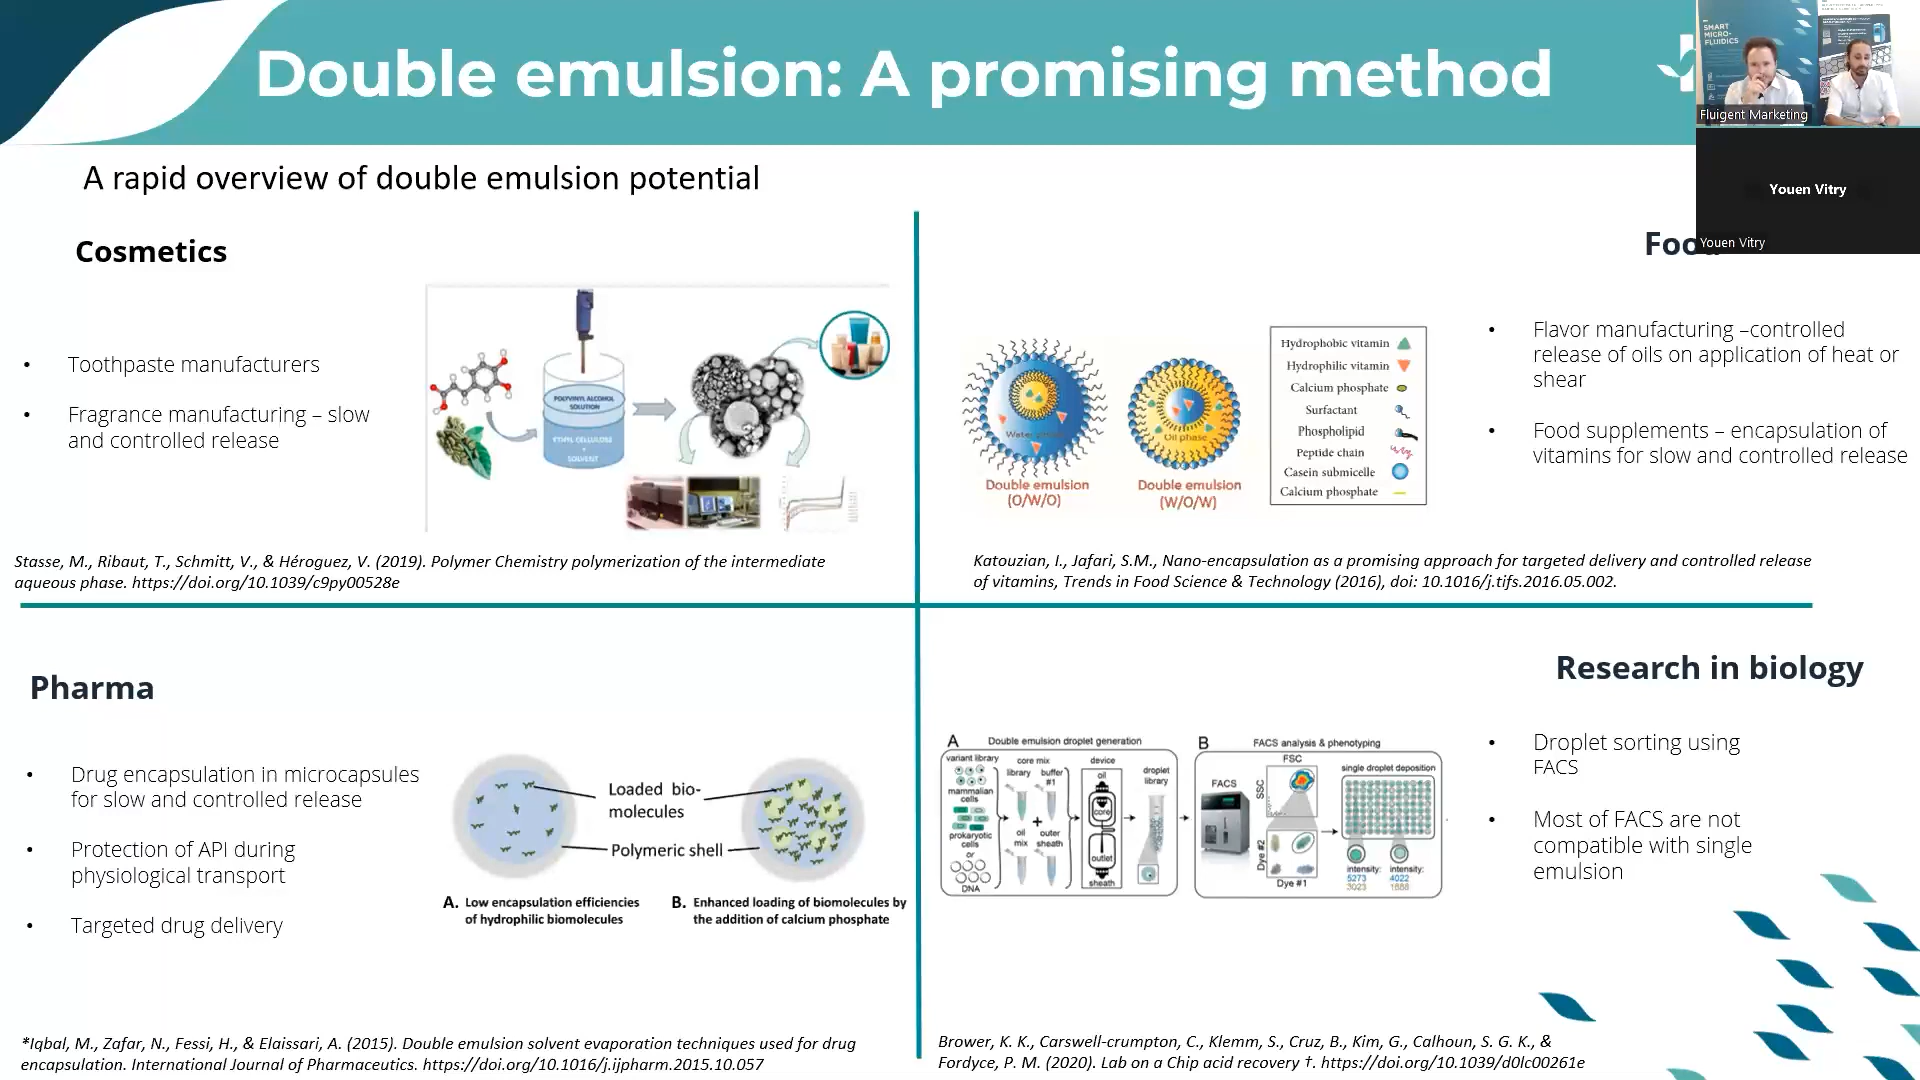 Double emulsion: A promising method
SMART
MICRO-
FLUIDICS
Fluigent Marketing
Youen Vitry
Youen Vitry
A rapid overview of double emulsion potential
Cosmetics
• Toothpaste manufacturers
• Fragrance manufacturing – slow
and controlled release
POLYVINYL ALCOHOL
SOLUTION
ETHYL CELLULOSE
+
SOLVENT
Stasse, M., Ribaut, T., Schmitt, V., & Héroguez, V. (2019). Polymer Chemistry polymerization of the intermediate
aqueous phase. https://doi.org/10.1039/c9py00528e
Foo
Water phase
Oil phase
Double emulsion
(O/W/O)
Double emulsion
(W/O/W)
Hydrophobic vitamin
Hydrophilic vitamin
Calcium phosphate
Surfactant
Phospholipid
Peptide chain
Casein submicelle
Calcium phosphate
• Flavor manufacturing –controlled
release of oils on application of heat or
shear
• Food supplements – encapsulation of
vitamins for slow and controlled release
Katouzian, I., Jafari, S.M., Nano-encapsulation as a promising approach for targeted delivery and controlled release
of vitamins, Trends in Food Science & Technology (2016), doi: 10.1016/j.tifs.2016.05.002.
Pharma
• Drug encapsulation in microcapsules
for slow and controlled release
• Protection of API during
physiological transport
• Targeted drug delivery
Loaded bio-
molecules
Polymeric shell
A. Low encapsulation efficiencies
of hydrophilic biomolecules
B. Enhanced loading of biomolecules by
the addition of calcium phosphate
*Iqbal, M., Zafar, N., Fessi, H., & Elaissari, A. (2015). Double emulsion solvent evaporation techniques used for drug
encapsulation. International Journal of Pharmaceutics. https://doi.org/10.1016/j.ijpharm.2015.10.057
Research in biology
A Double emulsion droplet generation
variant library
mammalian
cells
prokaryotic
cells
or
DNA
core mix
library
buffer
#1
+
oil
mix
outer
sheath
device
oil
core
outlet
sheath
droplet
library
B FACS analysis & phenotyping
FACS
FSC
SSC
Dye #2
Dye #1
single droplet deposition
intensity:
5273
3023
intensity:
4022
1888
• Droplet sorting using
FACS
• Most of FACS are not
compatible with single
emulsion
Brower, K. K., Carswell-crumpton, C., Klemm, S., Cruz, B., Kim, G., Calhoun, S. G. K., &
Fordyce, P. M. (2020). Lab on a Chip acid recovery †. https://doi.org/10.1039/d0lc00261e